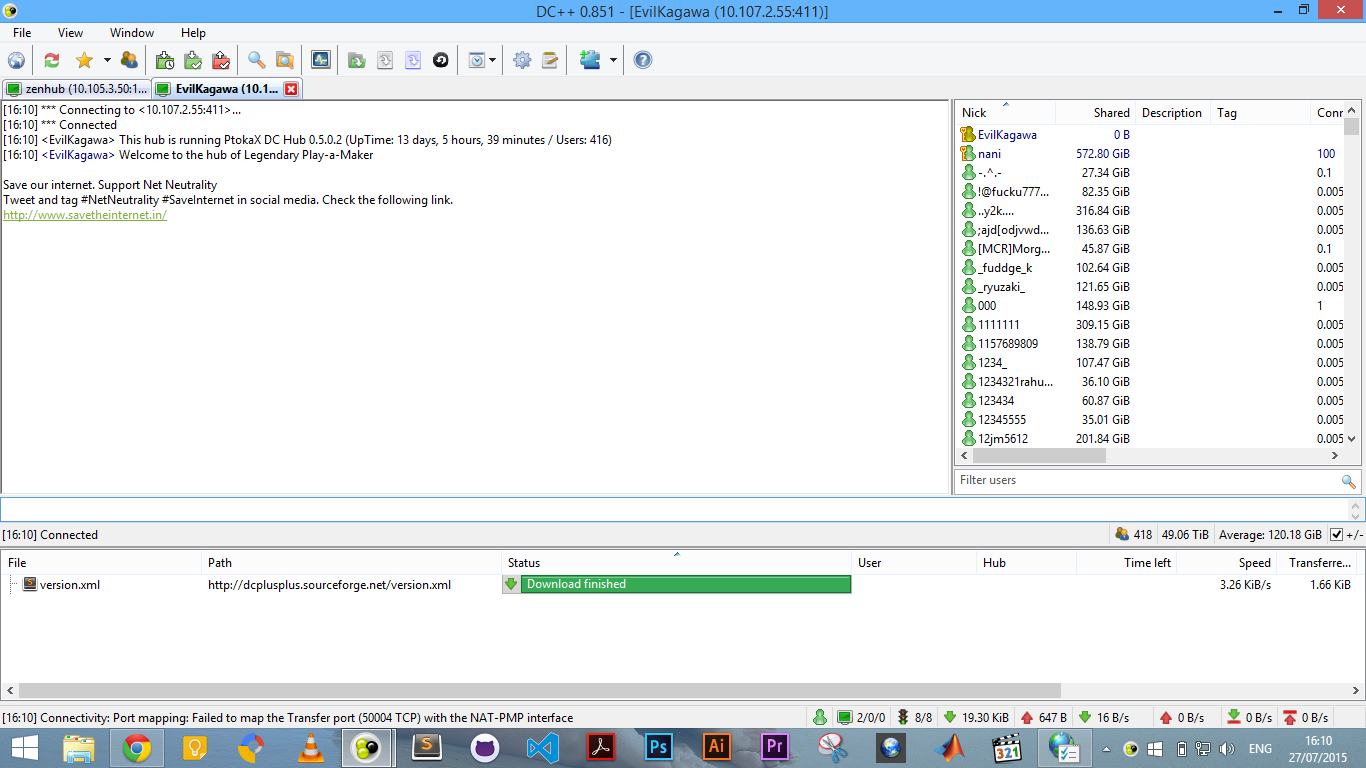 DC++ 0.851 - [EvilKagawa (10.107.2.55:411)]
File View Window Help
zenhub (10.105.3.50:1... EvilKagawa (10.1...
[16:10] *** Connecting to <10.107.2.55:411>...
[16:10] *** Connected
[16:10] <EvilKagawa> This hub is running PtokaX DC Hub 0.5.0.2 (UpTime: 13 days, 5 hours, 39 minutes / Users: 416)
[16:10] <EvilKagawa> Welcome to the hub of Legendary Play-a-Maker
Save our internet. Support Net Neutrality
Tweet and tag #NetNeutrality #SaveInternet in social media. Check the following link.
http://www.savetheinternet.in/
Nick Shared Description Tag Conr
EvilKagawa 0 B
nani 572.80 GiB 100
-.^.- 27.34 GiB 0.1
!@fucku777... 82.35 GiB 0.005
..y2k.... 316.84 GiB 0.005
;ajd[odjvwd... 136.63 GiB 0.005
[MCR]Morg... 45.87 GiB 0.1
_fuddge_k 102.64 GiB 0.005
_ryuzaki_ 121.65 GiB 0.005
000 148.93 GiB 1
1111111 309.15 GiB 0.005
1157689809 138.79 GiB 0.005
1234_ 107.47 GiB 0.005
1234321rahu... 36.10 GiB 0.005
123434 60.87 GiB 0.005
12345555 35.01 GiB 0.005
12jm5612 201.84 GiB 0.005
Filter users
[16:10] Connected 418 49.06 TiB Average: 120.18 GiB +/-
File Path Status User Hub Time left Speed Transferre...
version.xml http://dcplusplus.sourceforge.net/version.xml Download finished 3.26 KiB/s 1.66 KiB
[16:10] Connectivity: Port mapping: Failed to map the Transfer port (50004 TCP) with the NAT-PMP interface 2/0/0 8/8 19.30 KiB 647 B 16 B/s 0 B/s 0 B/s 0 B/s
S Ps Ai Pr 321 ENG 16:10
27/07/2015